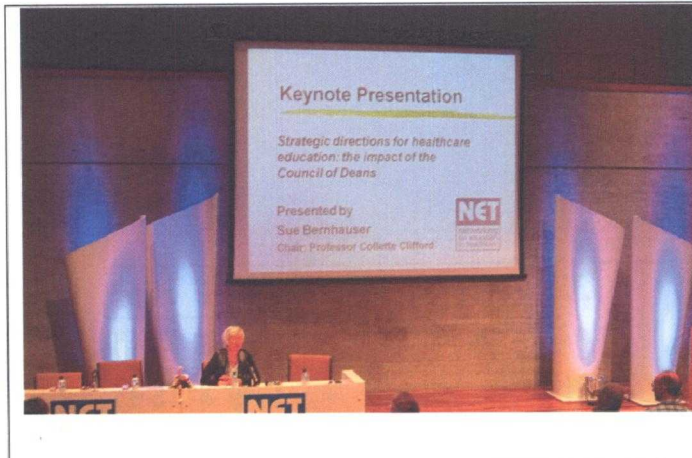 Keynote Presentation
Strategic directions for healthcare
education: the impact of the
Council of Deans
Presented by
Sue Bernhauser
Chair: Professor Collette Clifford
NET
NET
NET